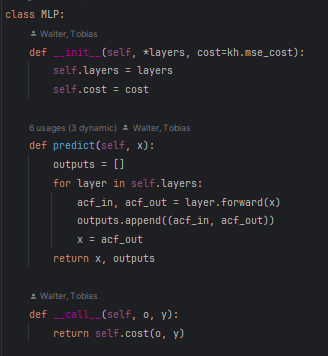 class MLP:
Walter, Tobias
def __init__(self, *layers, cost=kh.mse_cost):
self.layers = layers
self.cost = cost
6 usages (3 dynamic) Walter, Tobias
def predict(self, x):
outputs = []
for layer in self.layers:
acf_in, acf_out = layer.forward(x)
outputs.append((acf_in, acf_out))
x = acf_out
return x, outputs
Walter, Tobias
def __call__(self, o, y):
return self.cost(o, y)